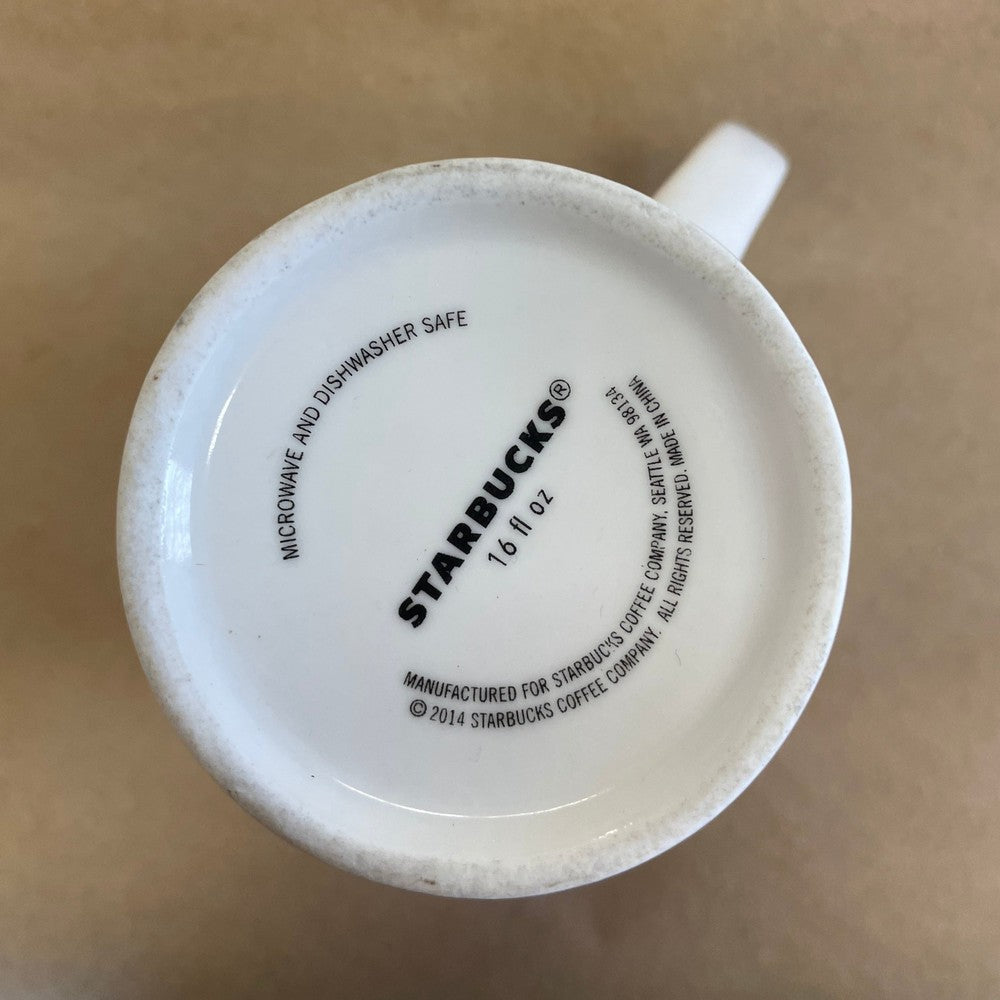 MICROWAVE AND DISHWASHER SAFE
STARBUCKS®
16 fl oz
MANUFACTURED FOR STARBUCKS COFFEE COMPANY, SEATTLE WA 98134
© 2014 STARBUCKS COFFEE COMPANY. ALL RIGHTS RESERVED. MADE IN CHINA